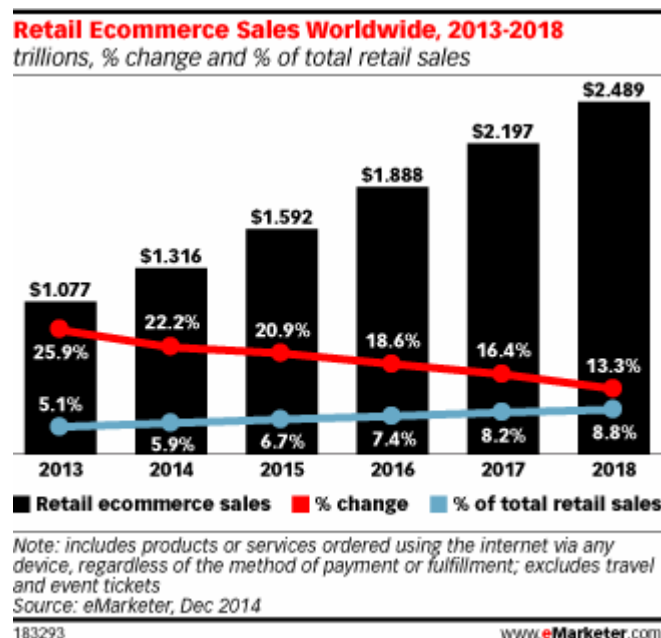 Retail Ecommerce Sales Worldwide, 2013-2018
trillions, % change and % of total retail sales
$2.489
$2.197
$1.888
$1.592
$1.316
$1.077
25.9%
22.2%
20.9%
18.6%
16.4%
13.3%
5.1%
5.9%
6.7%
7.4%
8.2%
8.8%
2013 2014 2015 2016 2017 2018
Retail ecommerce sales % change % of total retail sales
Note: includes products or services ordered using the internet via any
device, regardless of the method of payment or fulfillment; excludes travel
and event tickets
Source: eMarketer, Dec 2014
183293 www.eMarketer.com